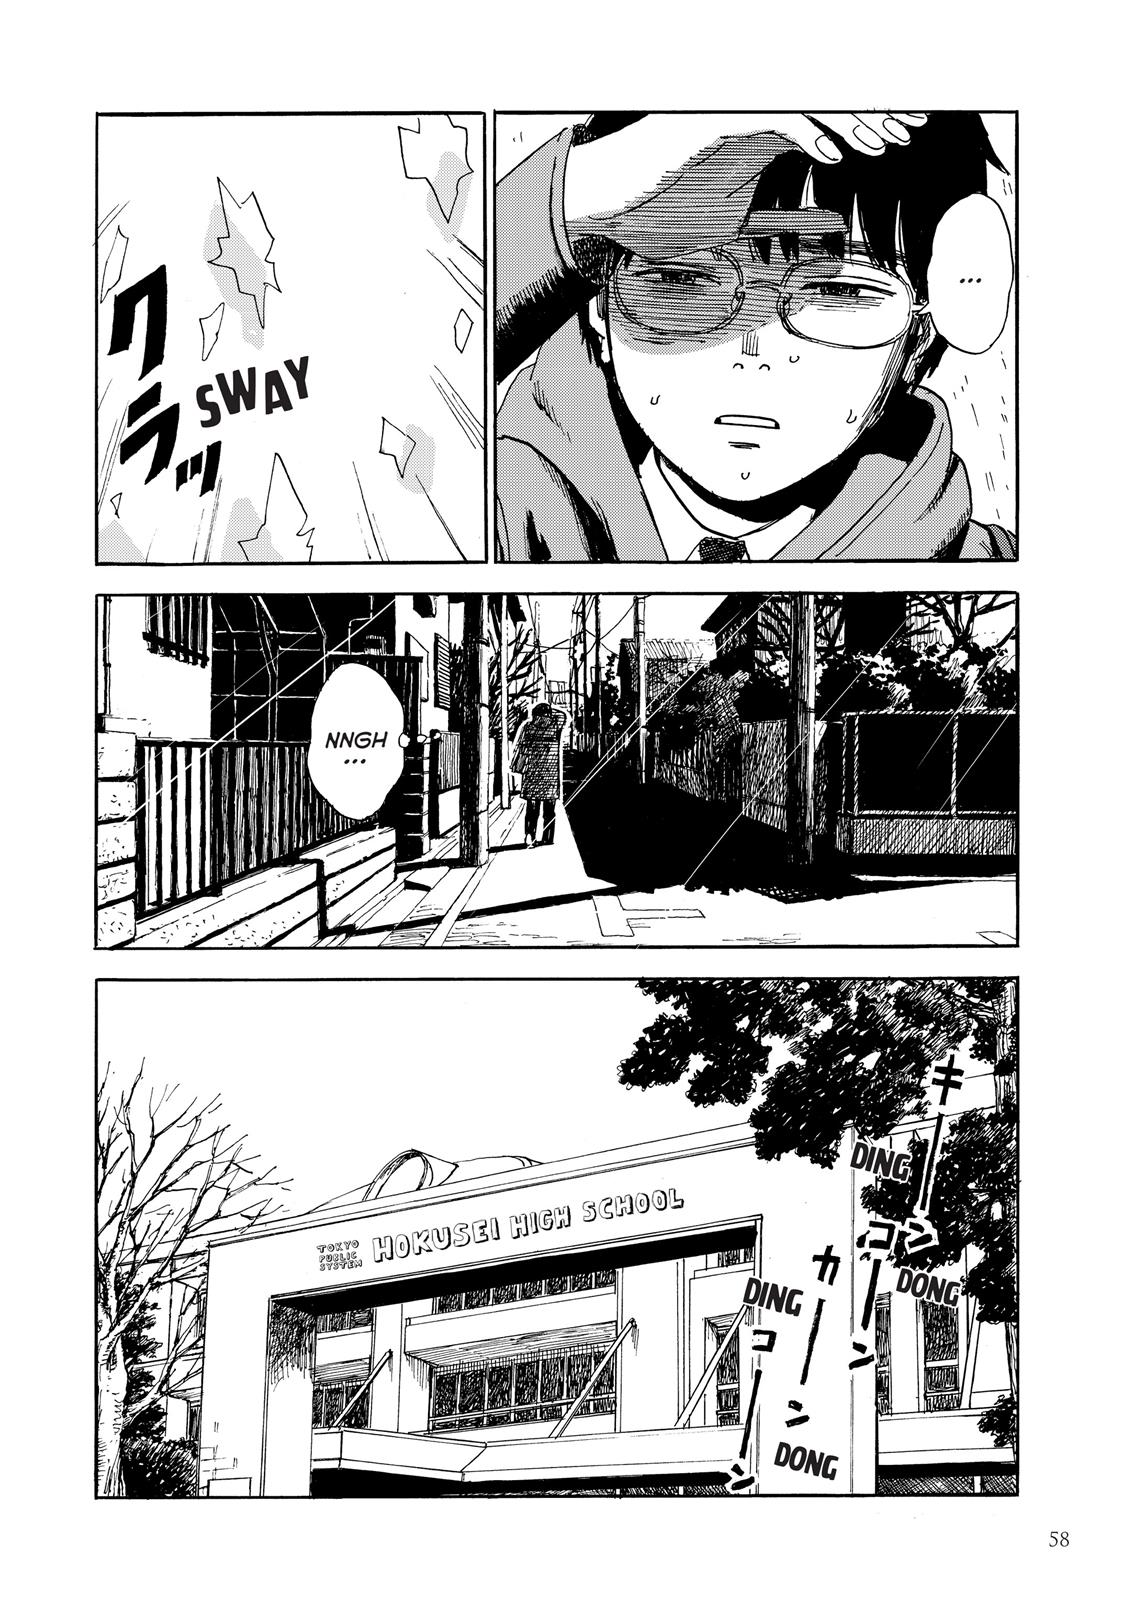 ...
クラッ
SWAY
NNGH
...
キーンコーン
DING
DONG
カーンコーン
DING
DONG
TOKYO
PUBLIC
SYSTEM
HOKUSEI HIGH SCHOOL
58